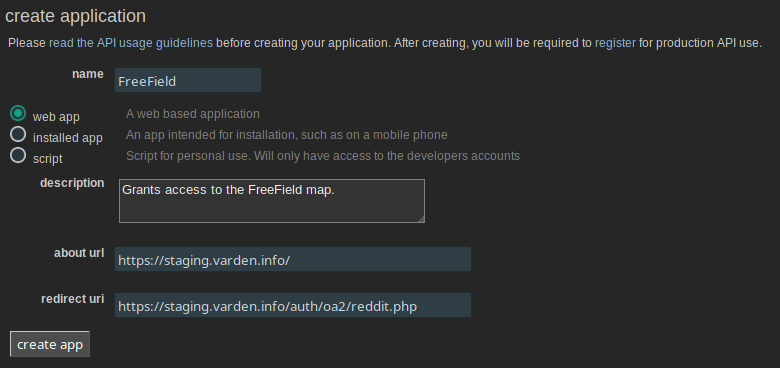 create application
Please read the API usage guidelines before creating your application. After creating, you will be required to register for production API use.
name FreeField
web app A web based application
installed app An app intended for installation, such as on a mobile phone
script Script for personal use. Will only have access to the developers accounts
description Grants access to the FreeField map.
about url https://staging.varden.info/
redirect uri https://staging.varden.info/auth/oa2/reddit.php
create app